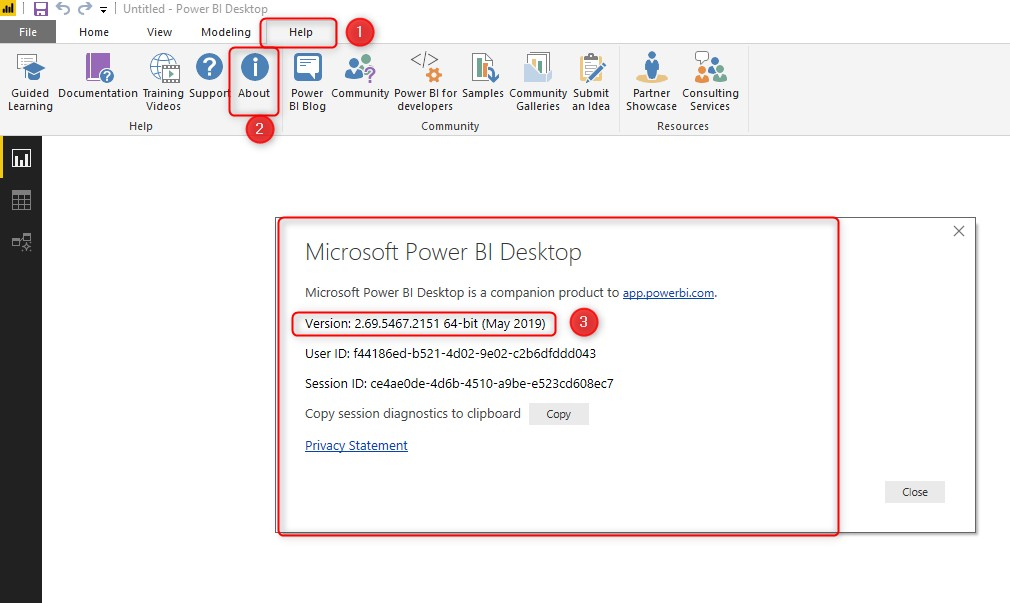 Untitled - Power BI Desktop
File Home View Modeling Help 1
Guided Learning Documentation Training Videos Support About Power BI Blog Community Power BI for developers Samples Community Galleries Submit an Idea Partner Showcase Consulting Services
Help 2 Community Resources
Microsoft Power BI Desktop
Microsoft Power BI Desktop is a companion product to app.powerbi.com.
Version: 2.69.5467.2151 64-bit (May 2019) 3
User ID: f44186ed-b521-4d02-9e02-c2b6dfddd043
Session ID: ce4ae0de-4d6b-4510-a9be-e523cd608ec7
Copy session diagnostics to clipboard Copy
Privacy Statement
Close